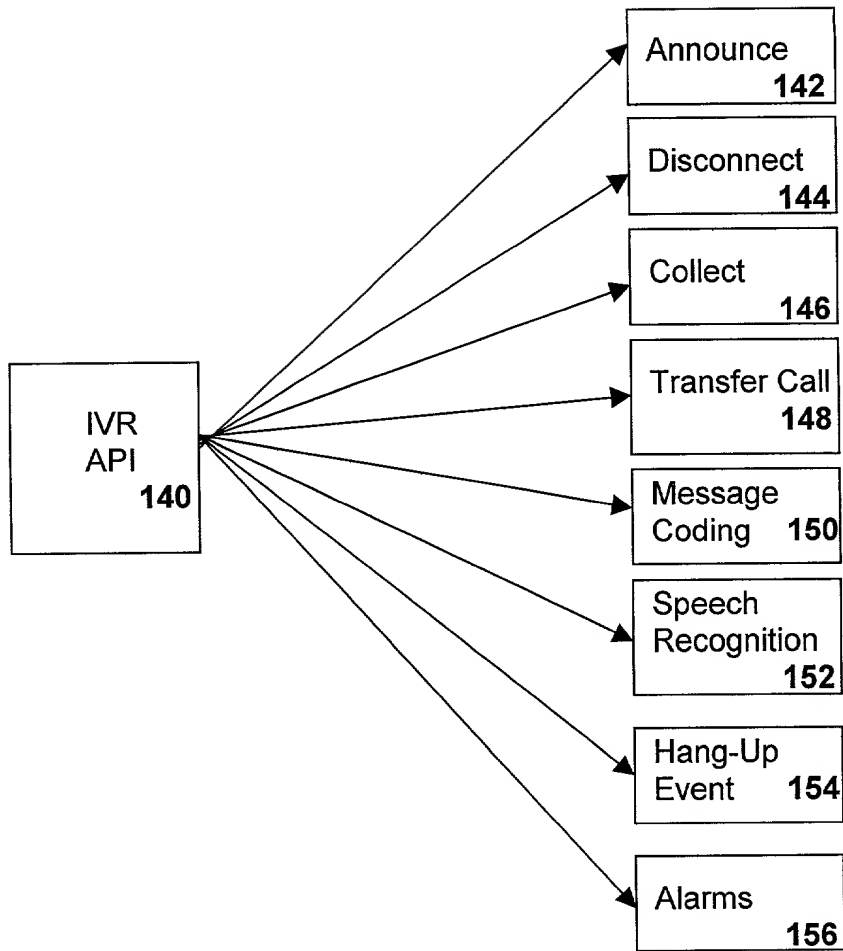 Announce
142
Disconnect
144
Collect
146
Transfer Call
148
IVR
API
140
Message
Coding 150
Speech
Recognition
152
Hang-Up
Event 154
Alarms
156